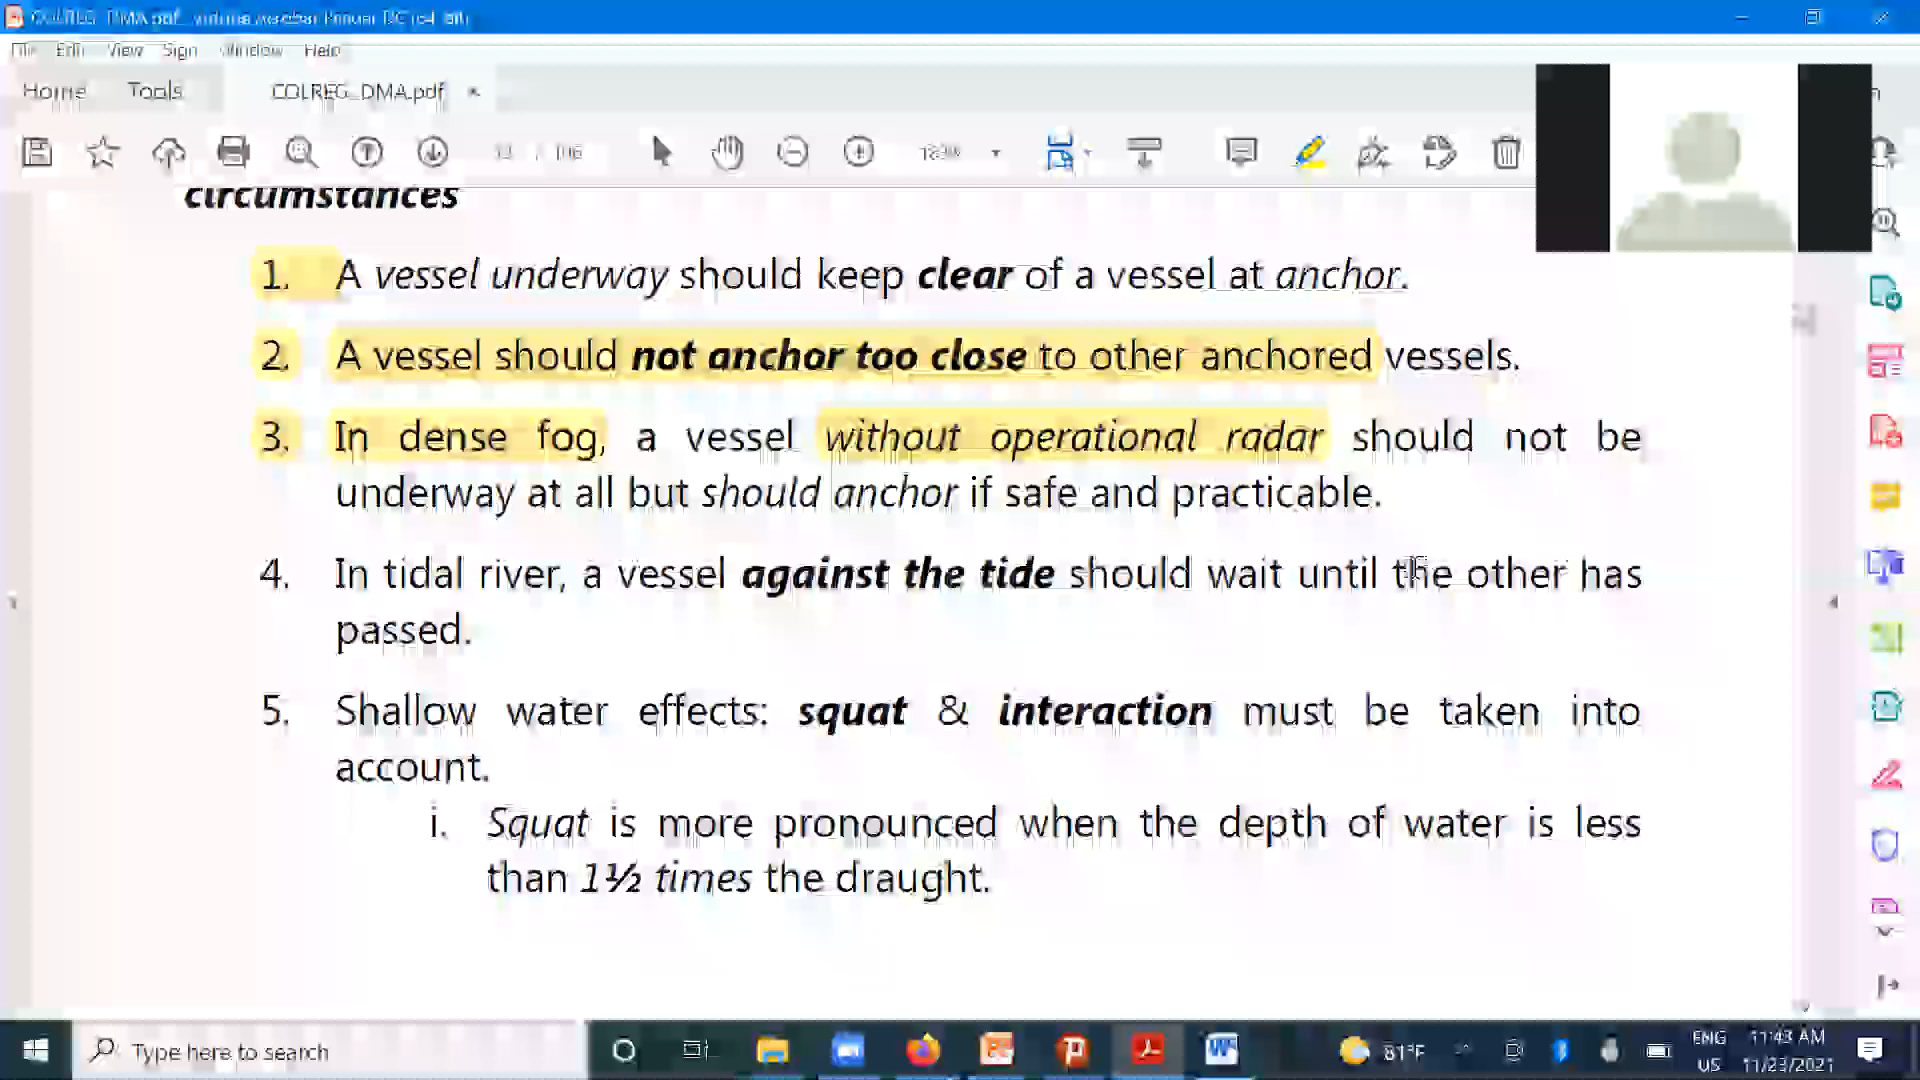 File Edit View Sign Window Help
Home Tools COLREG_DMA.pdf
circumstances
1. A vessel underway should keep clear of a vessel at anchor.
2. A vessel should not anchor too close to other anchored vessels.
3. In dense fog, a vessel without operational radar should not be
underway at all but should anchor if safe and practicable.
4. In tidal river, a vessel against the tide should wait until the other has
passed.
5. Shallow water effects: squat & interaction must be taken into
account.
i. Squat is more pronounced when the depth of water is less
than 1½ times the draught.
Type here to search
81°F
ENG
US
11:43 AM
11/23/2021